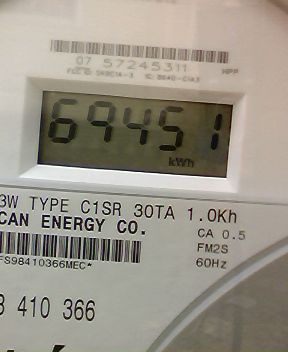 07 57245311
69451
kWh
3W TYPE C1SR 30TA 1.0Kh
CAN ENERGY CO.
CA 0.5
FM2S
60Hz
FS98410366MEC*
8 410 366